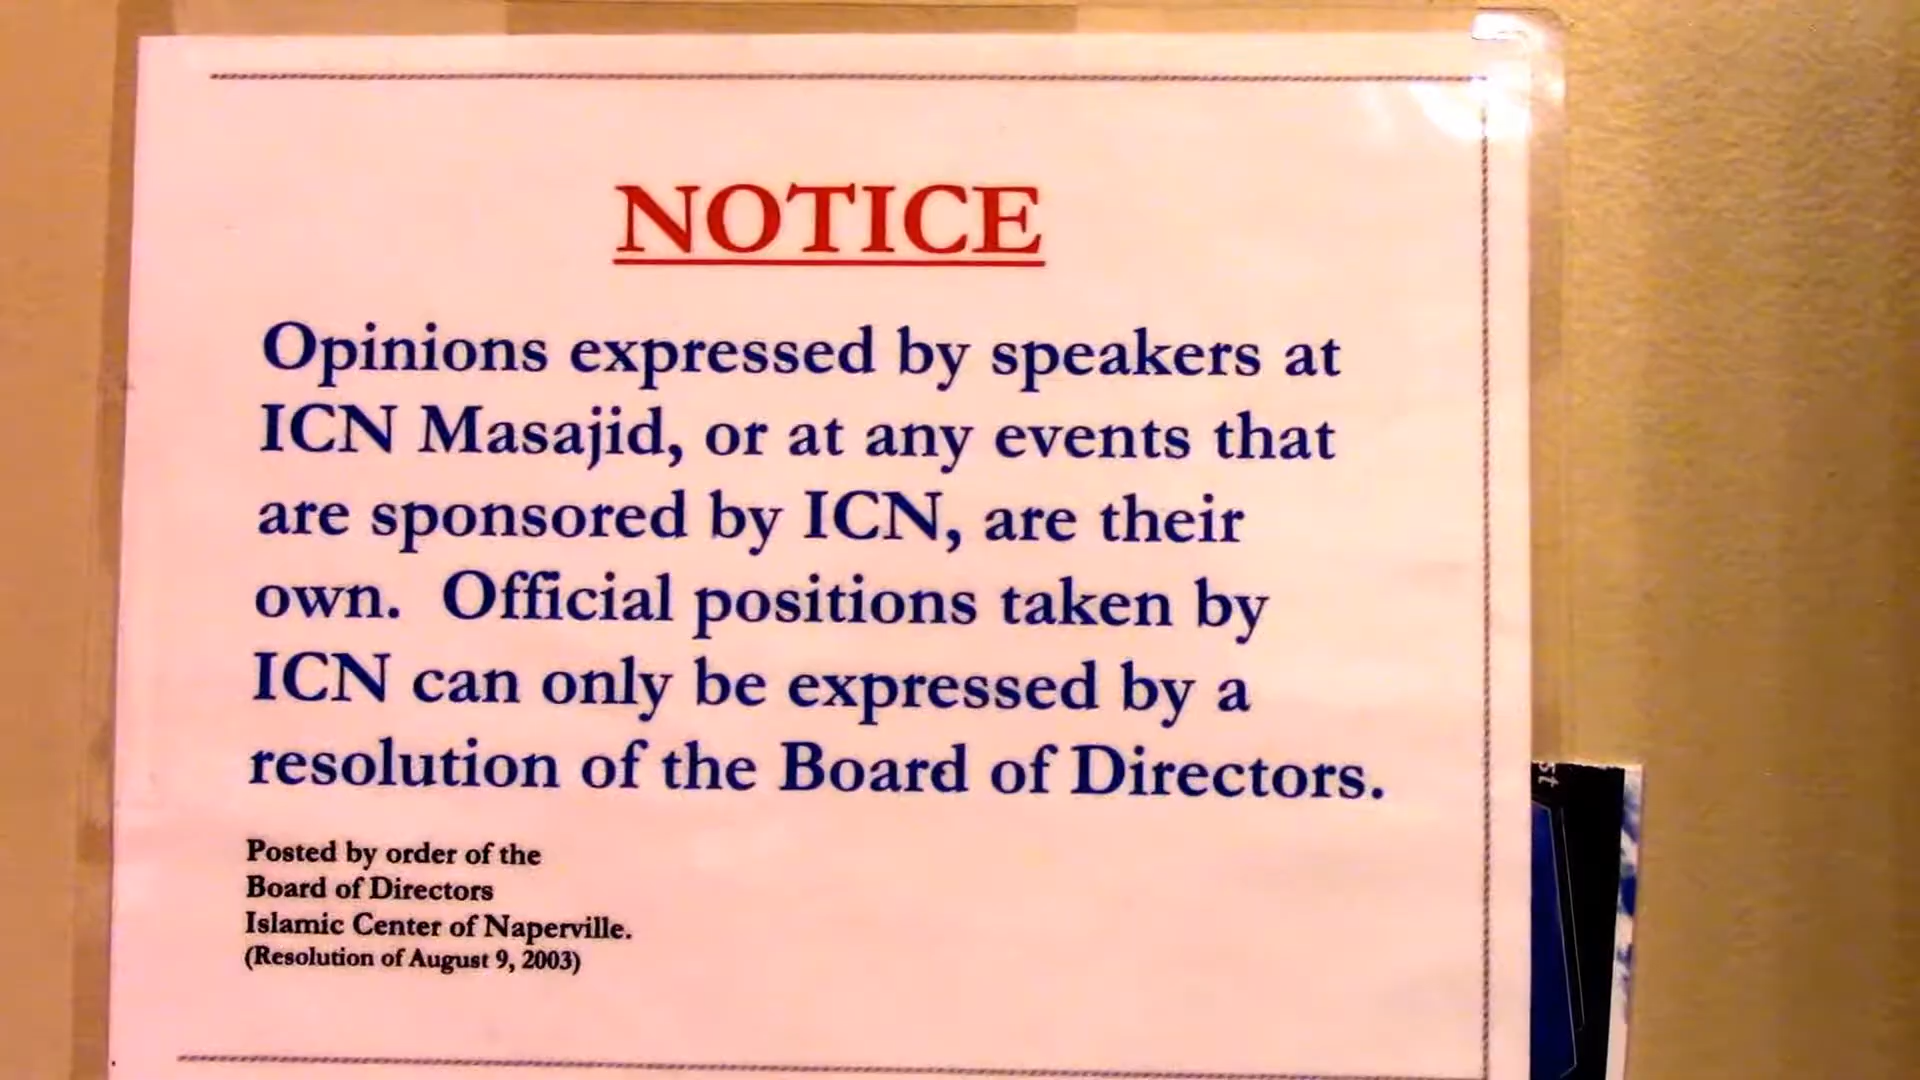 NOTICE
Opinions expressed by speakers at
ICN Masajid, or at any events that
are sponsored by ICN, are their
own.  Official positions taken by
ICN can only be expressed by a
resolution of the Board of Directors.
Posted by order of the
Board of Directors
Islamic Center of Naperville.
(Resolution of August 9, 2003)